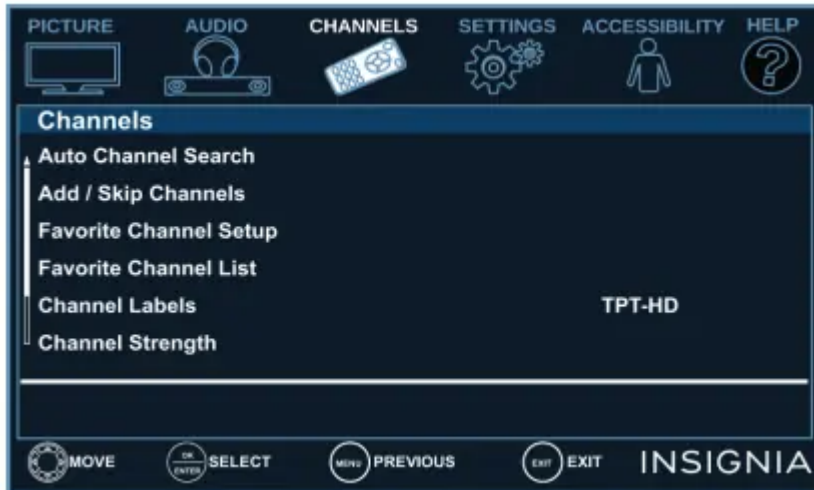 PICTURE AUDIO CHANNELS SETTINGS ACCESSIBILITY HELP
?
Channels
Auto Channel Search
Add / Skip Channels
Favorite Channel Setup
Favorite Channel List
Channel Labels TPT-HD
Channel Strength
MOVE OK ENTER SELECT MENU PREVIOUS EXIT EXIT INSIGNIA